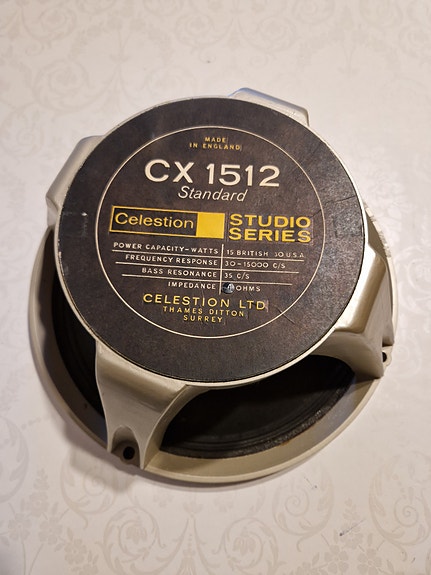 MADE
IN ENGLAND
CX 1512
Standard
Celestion STUDIO SERIES
POWER CAPACITY-WATTS 15 BRITISH 30 U.S.A
FREQUENCY RESPONSE 30-15000 C/S
BASS RESONANCE 35 C/S
IMPEDANCE OHMS
CELESTION LTD
THAMES DITTON
SURREY